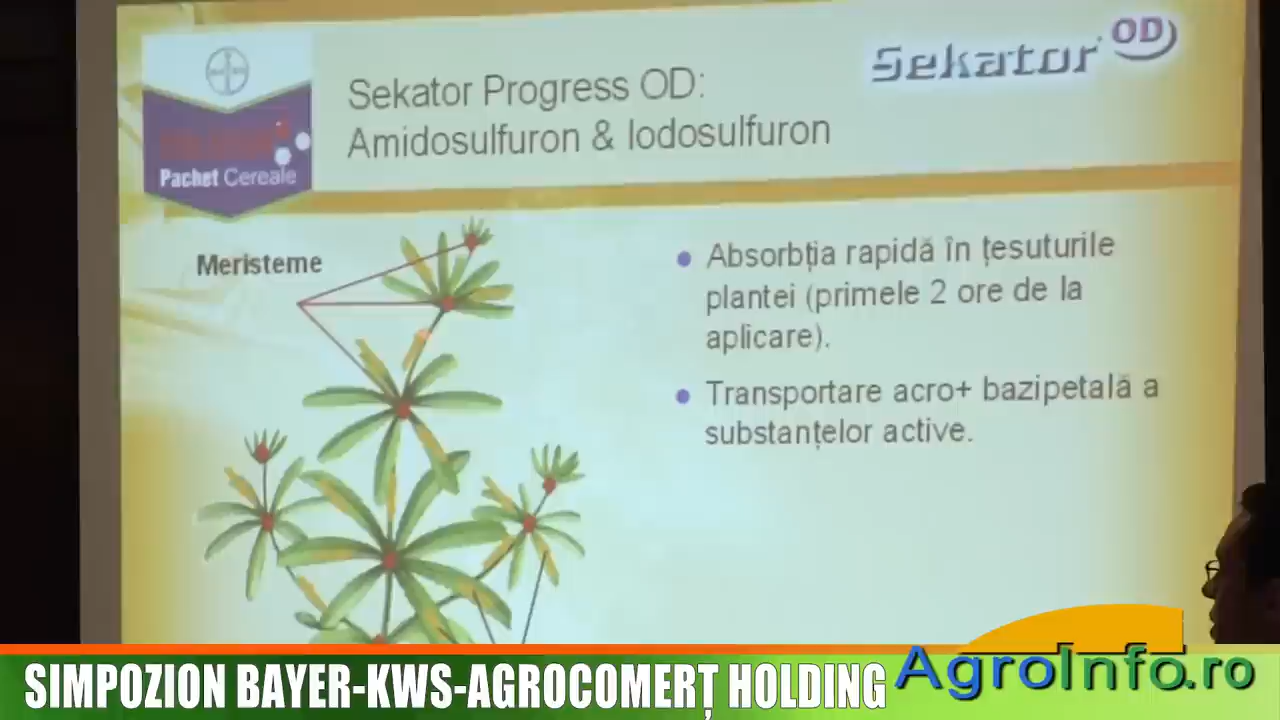 Sekator OD
Sekator Progress OD:
Amidosulfuron & Iodosulfuron
Pachet Cereale
Meristeme
Absorbția rapidă în țesuturile
plantei (primele 2 ore de la
aplicare).
Transportare acro+ bazipetală a
substanțelor active.
SIMPOZION BAYER-KWS-AGROCOMERȚ HOLDING
AgroInfo.ro